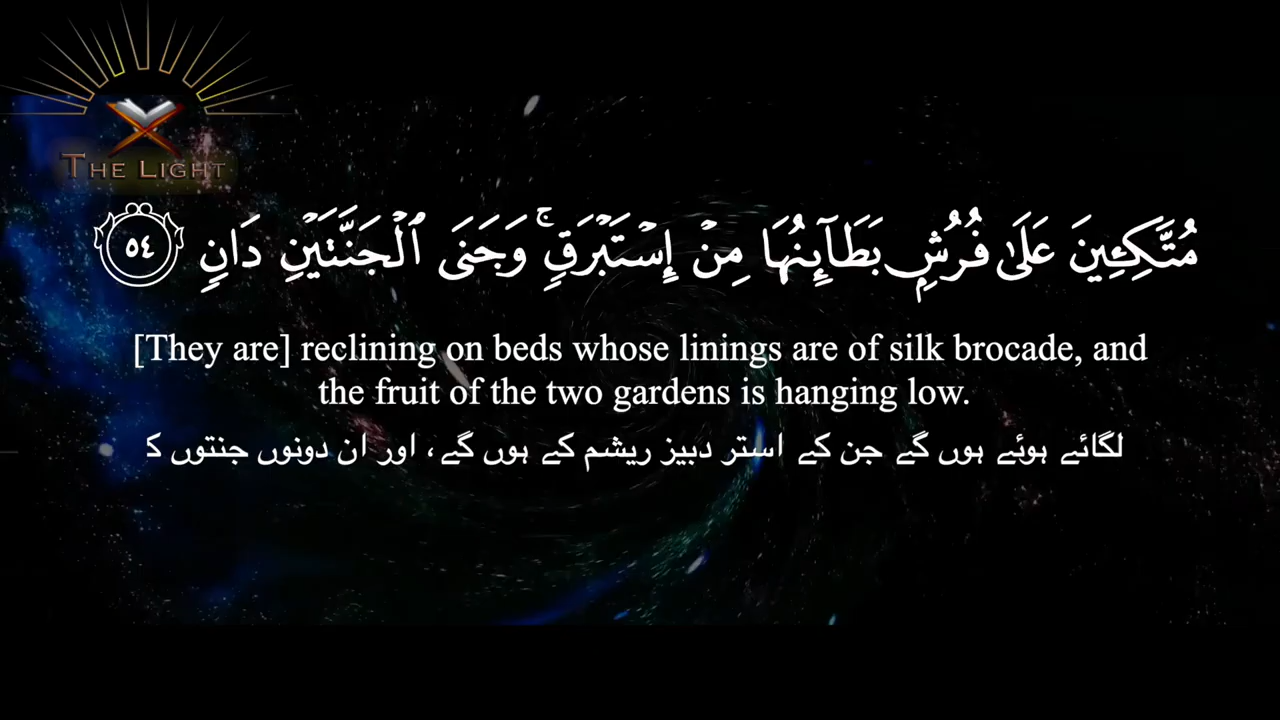 THE LIGHT
مُتَّكِـِٔينَ عَلَىٰ فُرُشٍۭ بَطَآئِنُهَا مِنْ إِسْتَبْرَقٍۚ وَجَنَى ٱلْجَنَّتَيْنِ دَانٍ ٥٤
[They are] reclining on beds whose linings are of silk brocade, and
the fruit of the two gardens is hanging low.
لگائے ہوئے ہوں گے جن کے استر دبیز ریشم کے ہوں گے، اور ان دونوں جنتوں ک